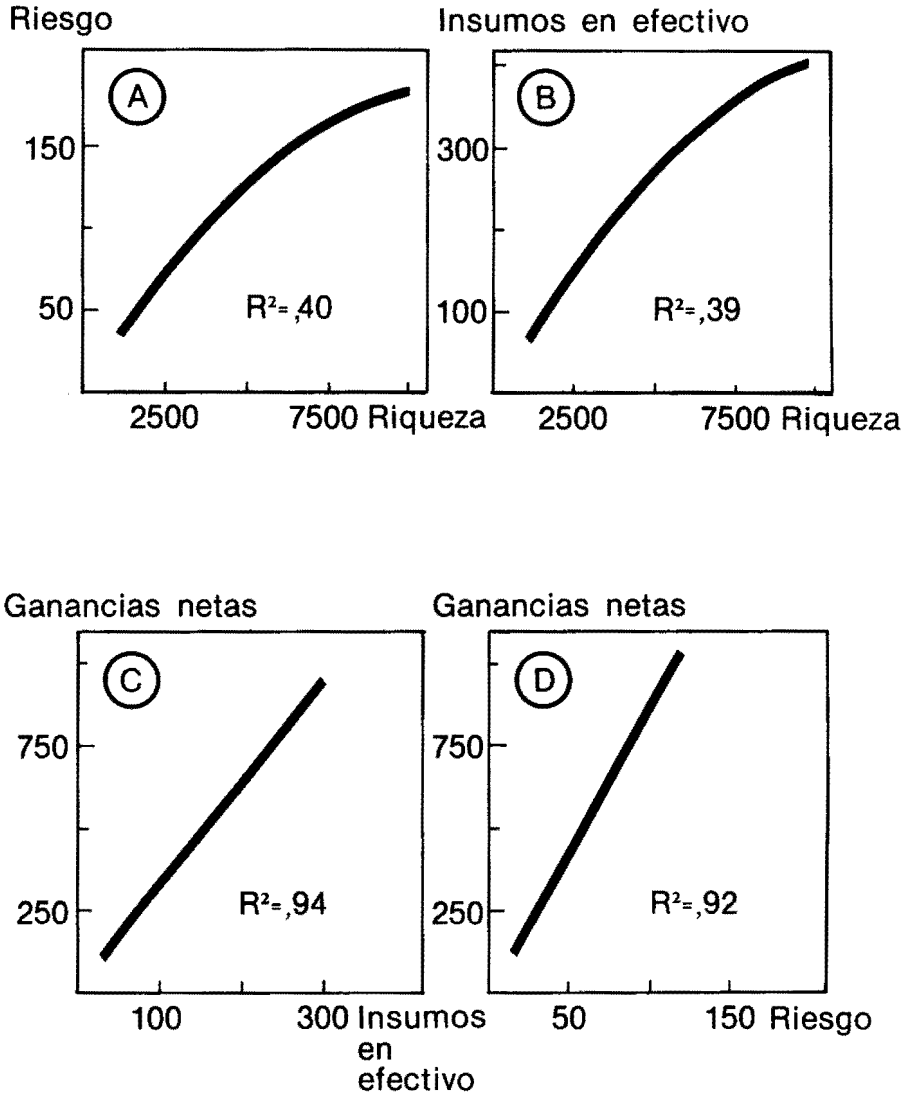 Riesgo
A
150
50
R²=,40
2500 7500 Riqueza
Insumos en efectivo
B
300
100
R²=,39
2500 7500 Riqueza
Ganancias netas
C
750
250
R²=,94
100 300 Insumos
en
efectivo
Ganancias netas
D
750
250
R²=,92
50 150 Riesgo